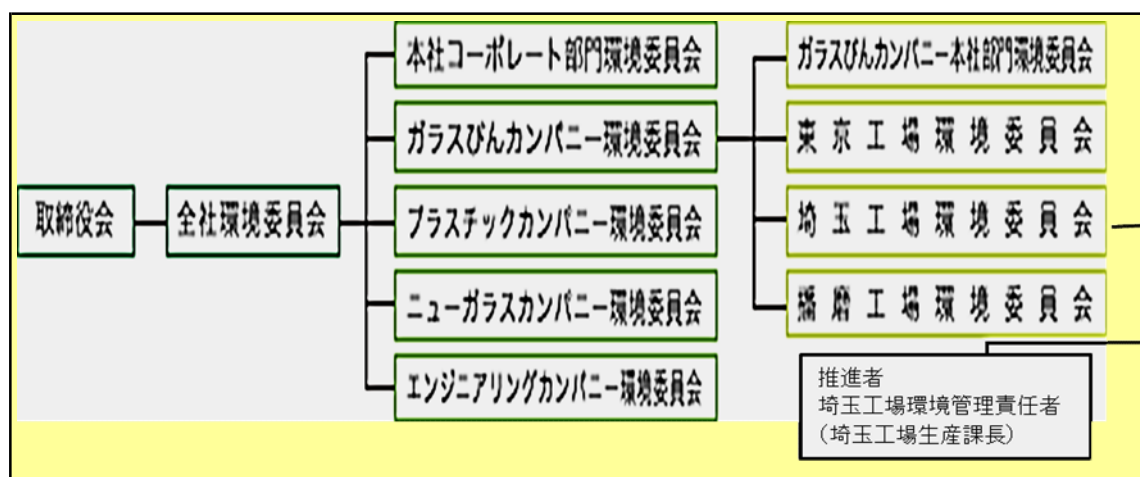 取締役会
全社環境委員会
本社コーポレート部門環境委員会
ガラスびんカンパニー環境委員会
プラスチックカンパニー環境委員会
ニューガラスカンパニー環境委員会
エンジニアリングカンパニー環境委員会
ガラスびんカンパニー本社部門環境委員会
東京工場環境委員会
埼玉工場環境委員会
播磨工場環境委員会
推進者
埼玉工場環境管理責任者
(埼玉工場生産課長)